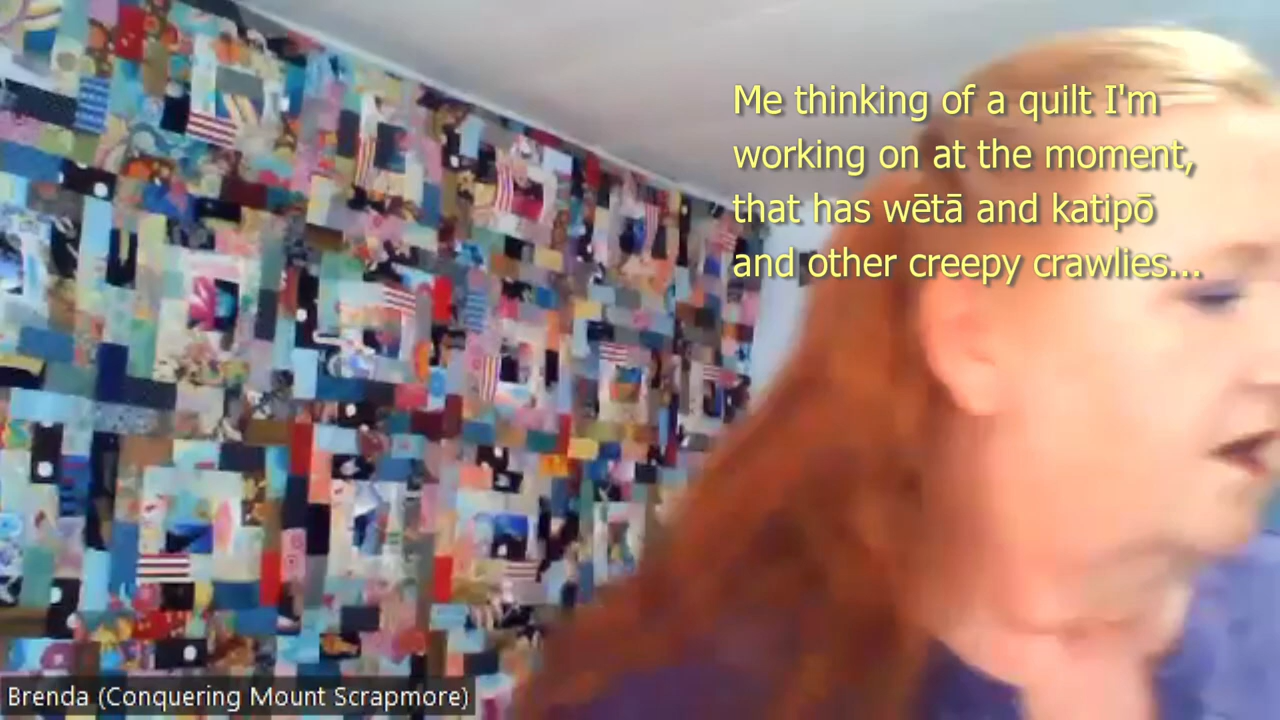 Me thinking of a quilt I'm
working on at the moment,
that has wētā and katipō
and other creepy crawlies...
Brenda (Conquering Mount Scrapmore)